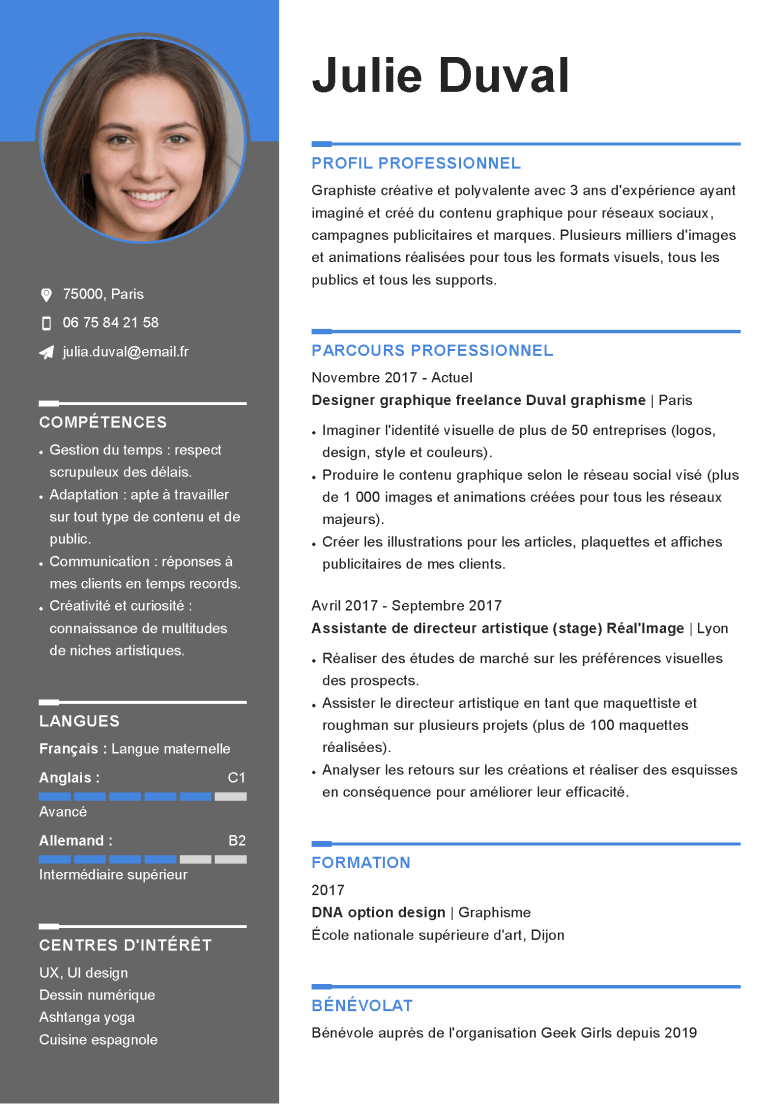 Julie Duval
75000, Paris
06 75 84 21 58
julia.duval@email.fr
COMPÉTENCES
• Gestion du temps : respect
scrupuleux des délais.
• Adaptation : apte à travailler
sur tout type de contenu et de
public.
• Communication : réponses à
mes clients en temps records.
• Créativité et curiosité :
connaissance de multitudes
de niches artistiques.
LANGUES
Français : Langue maternelle
Anglais : C1
Avancé
Allemand : B2
Intermédiaire supérieur
CENTRES D'INTÉRÊT
UX, UI design
Dessin numérique
Ashtanga yoga
Cuisine espagnole
PROFIL PROFESSIONNEL
Graphiste créative et polyvalente avec 3 ans d'expérience ayant
imaginé et créé du contenu graphique pour réseaux sociaux,
campagnes publicitaires et marques. Plusieurs milliers d'images
et animations réalisées pour tous les formats visuels, tous les
publics et tous les supports.
PARCOURS PROFESSIONNEL
Novembre 2017 - Actuel
Designer graphique freelance Duval graphisme | Paris
• Imaginer l'identité visuelle de plus de 50 entreprises (logos,
design, style et couleurs).
• Produire le contenu graphique selon le réseau social visé (plus
de 1 000 images et animations créées pour tous les réseaux
majeurs).
• Créer les illustrations pour les articles, plaquettes et affiches
publicitaires de mes clients.
Avril 2017 - Septembre 2017
Assistante de directeur artistique (stage) Réal'Image | Lyon
• Réaliser des études de marché sur les préférences visuelles
des prospects.
• Assister le directeur artistique en tant que maquettiste et
roughman sur plusieurs projets (plus de 100 maquettes
réalisées).
• Analyser les retours sur les créations et réaliser des esquisses
en conséquence pour améliorer leur efficacité.
FORMATION
2017
DNA option design | Graphisme
École nationale supérieure d'art, Dijon
BÉNÉVOLAT
Bénévole auprès de l'organisation Geek Girls depuis 2019